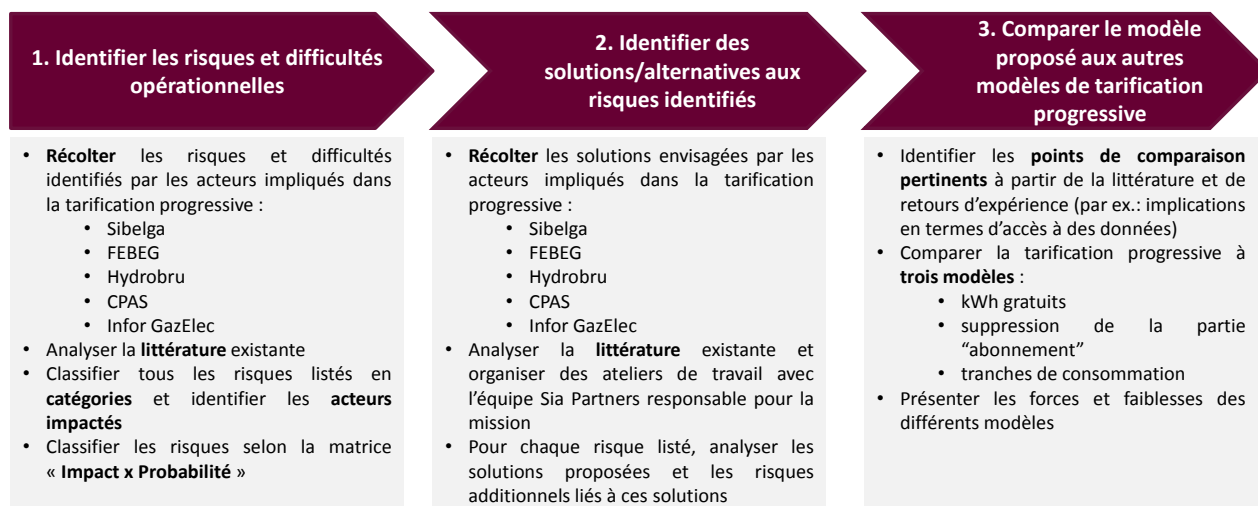 1. Identifier les risques et difficultés
opérationnelles
• Récolter les risques et difficultés
identifiés par les acteurs impliqués dans
la tarification progressive :
• Sibelga
• FEBEG
• Hydrobru
• CPAS
• Infor GazElec
• Analyser la littérature existante
• Classifier tous les risques listés en
catégories et identifier les acteurs
impactés
• Classifier les risques selon la matrice
« Impact x Probabilité »
2. Identifier des
solutions/alternatives aux
risques identifiés
• Récolter les solutions envisagées par les
acteurs impliqués dans la tarification
progressive :
• Sibelga
• FEBEG
• Hydrobru
• CPAS
• Infor GazElec
• Analyser la littérature existante et
organiser des ateliers de travail avec
l’équipe Sia Partners responsable pour la
mission
• Pour chaque risque listé, analyser les
solutions proposées et les risques
additionnels liés à ces solutions
3. Comparer le modèle
proposé aux autres
modèles de tarification
progressive
• Identifier les points de comparaison
pertinents à partir de la littérature et de
retours d’expérience (par ex.: implications
en termes d’accès à des données)
• Comparer la tarification progressive à
trois modèles :
• kWh gratuits
• suppression de la partie
“abonnement”
• tranches de consommation
• Présenter les forces et faiblesses des
différents modèles